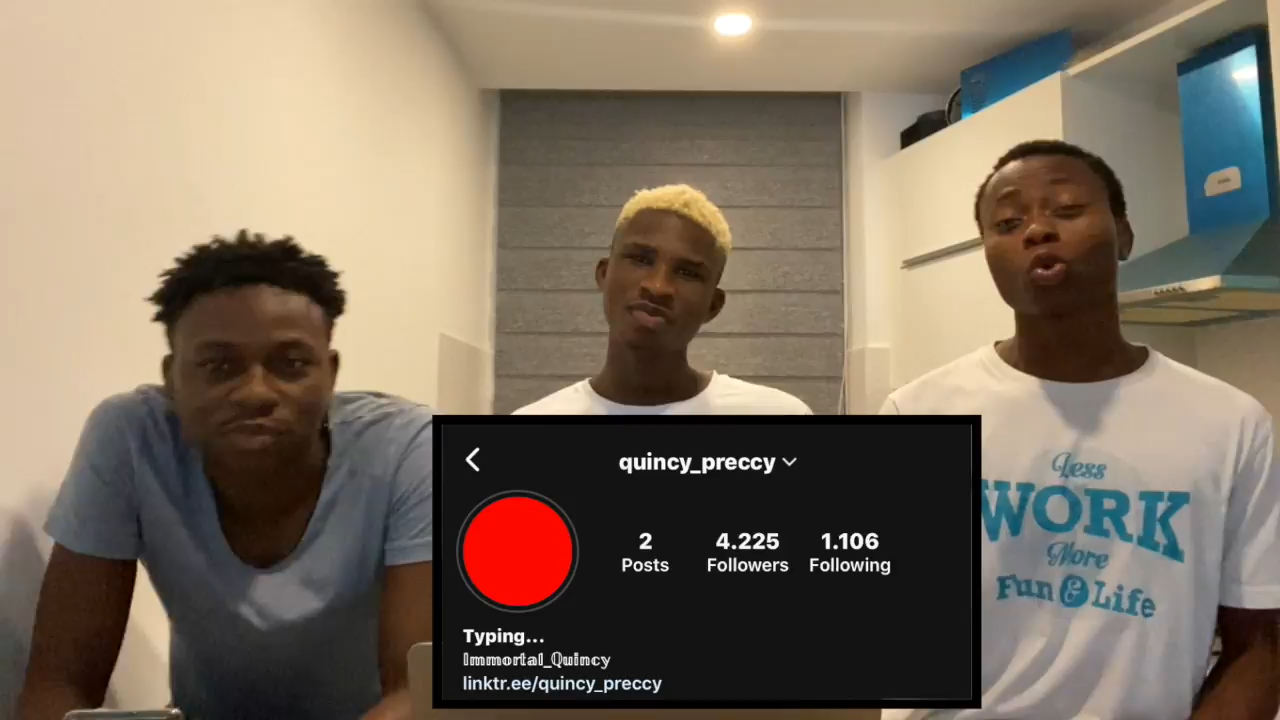 Less
WORK
More
Fun & Life
quincy_preccy
2 4.225 1.106
Posts Followers Following
Typing...
𝕀𝕞𝕞𝕠𝕣𝕥𝕒𝕝_ℚ𝕦𝕚𝕟𝕔𝕪
linktr.ee/quincy_preccy